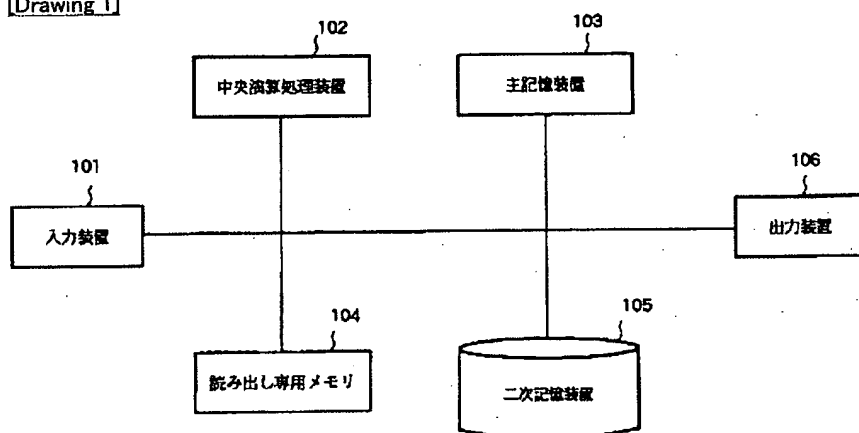 [Drawing 1]
102
中央演算処理装置
103
主記憶装置
101
入力装置
106
出力装置
104
読み出し専用メモリ
105
二次記憶装置